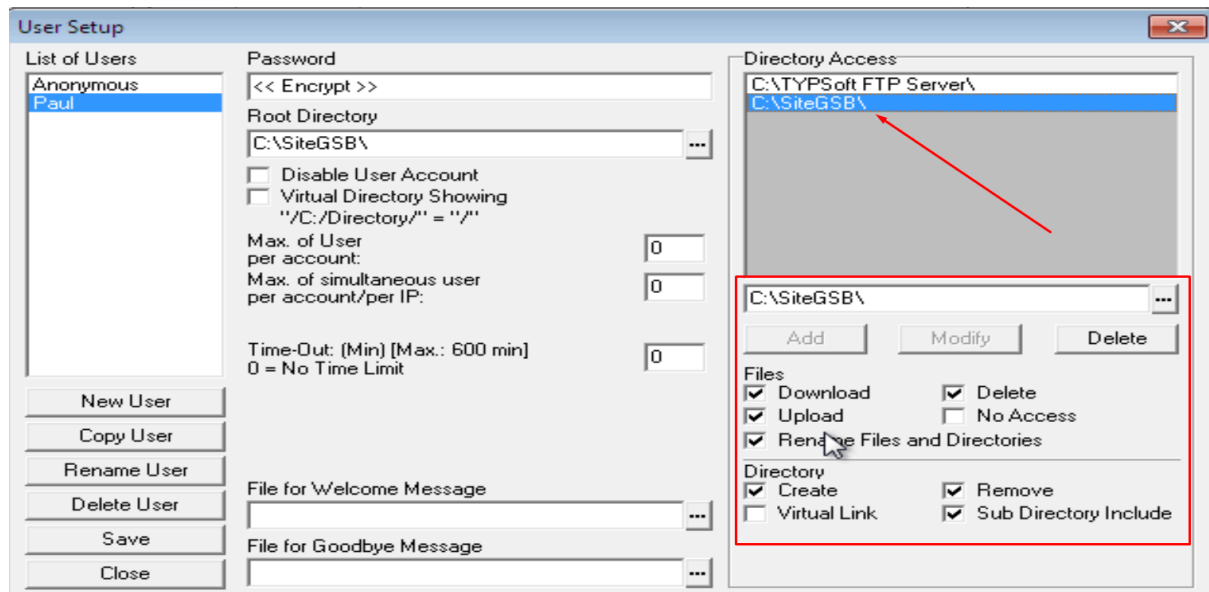 User Setup
List of Users
Anonymous
Paul
New User
Copy User
Rename User
Delete User
Save
Close
Password
<< Encrypt >>
Root Directory
C:\SiteGSB\
...
Disable User Account
Virtual Directory Showing
"/C:/Directory/" = "/"
Max. of User
per account:
0
Max. of simultaneous user
per account/per IP:
0
Time-Out: (Min) [Max.: 600 min]
0 = No Time Limit
0
File for Welcome Message
...
File for Goodbye Message
...
Directory Access
C:\TYPSoft FTP Server\
C:\SiteGSB\
C:\SiteGSB\
...
Add Modify Delete
Files
Download Delete
Upload No Access
Rename Files and Directories
Directory
Create Remove
Virtual Link Sub Directory Include